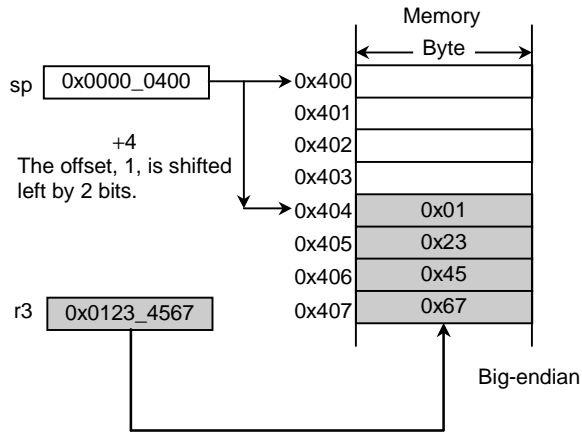 Memory
Byte
sp 0x0000_0400
0x400
0x401
+4
0x402
The offset, 1, is shifted
left by 2 bits.
0x403
0x404 0x01
0x405 0x23
0x406 0x45
r3 0x0123_4567
0x407 0x67
Big-endian